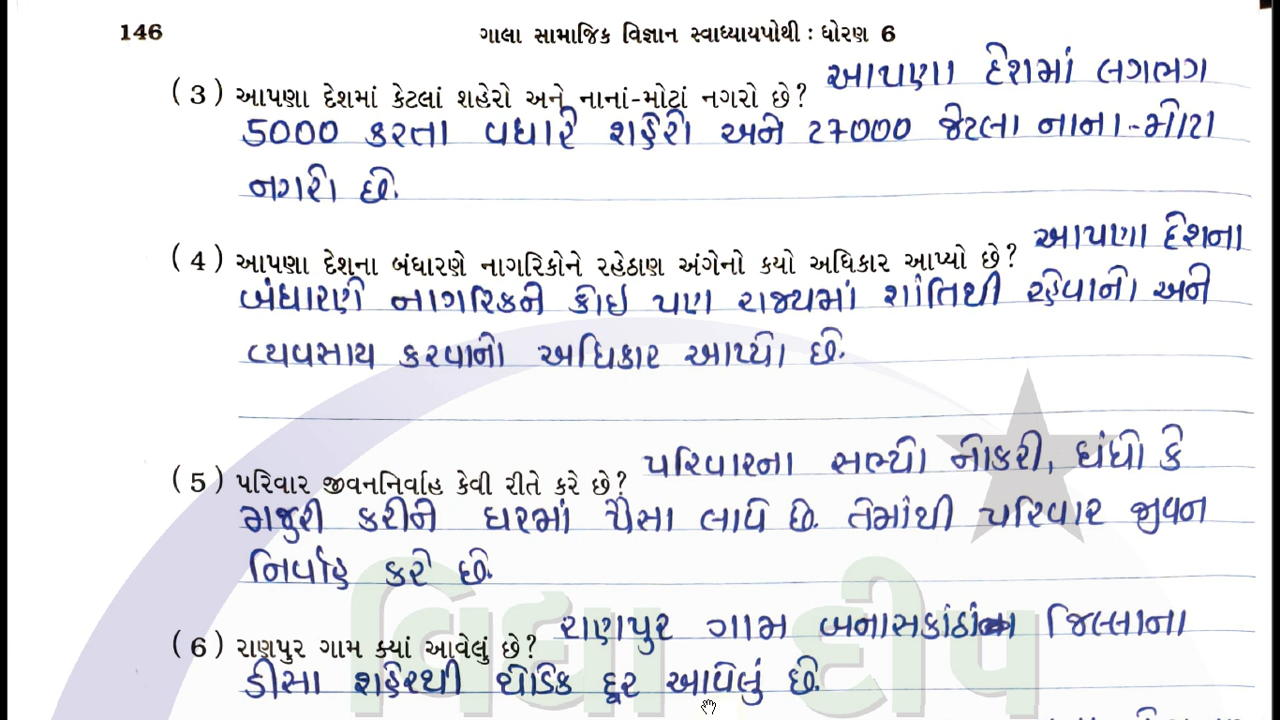 146
ગાલા સામાજિક વિજ્ઞાન સ્વાધ્યાયપોથી : ધોરણ 6
(3) આપણા દેશમાં કેટલાં શહેરો અને નાનાં-મોટાં નગરો છે? આપણા દેશમાં લગભગ
5000 કરતા વધારે શહેરો અને 27000 જેટલા નાના-મોટા
નગરો છે.
(4) આપણા દેશના બંધારણે નાગરિકોને રહેઠાણ અંગેનો કયો અધિકાર આપ્યો છે? આપણા દેશના
બંધારણે નાગરિકને કોઇ પણ રાજ્યમાં શાંતિથી રહેવાનો અને
વ્યવસાય કરવાનો અધિકાર આપ્યો છે.
(5) પરિવાર જીવનનિર્વાહ કેવી રીતે કરે છે? પરિવારના સભ્યો નોકરી, ધંધો કે
મજુરી કરીને ઘરમાં પૈસા લાવે છે. તેમાંથી પરિવાર જીવન
નિર્વાહ કરે છે.
(6) રાણપુર ગામ ક્યાં આવેલું છે? રાણપુર ગામ બનાસકાંઠા જિલ્લાના
ડીસા શહેરથી થોડેક દૂર આવેલું છે.
વિદ્યા દીપ